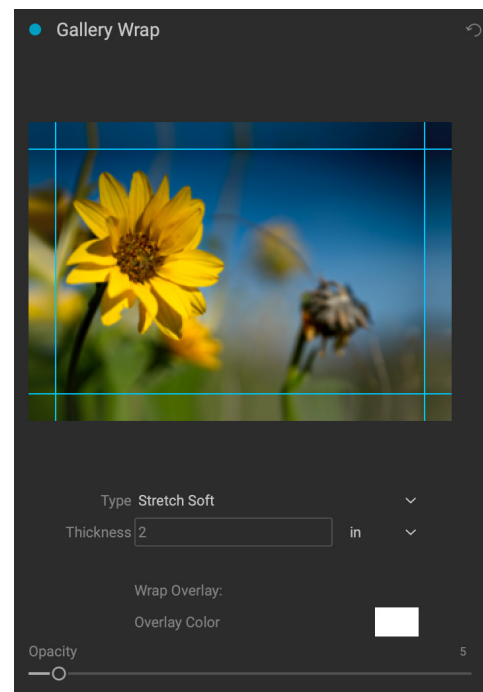 Gallery Wrap
Type Stretch Soft
Thickness 2 in
Wrap Overlay:
Overlay Color
Opacity 5